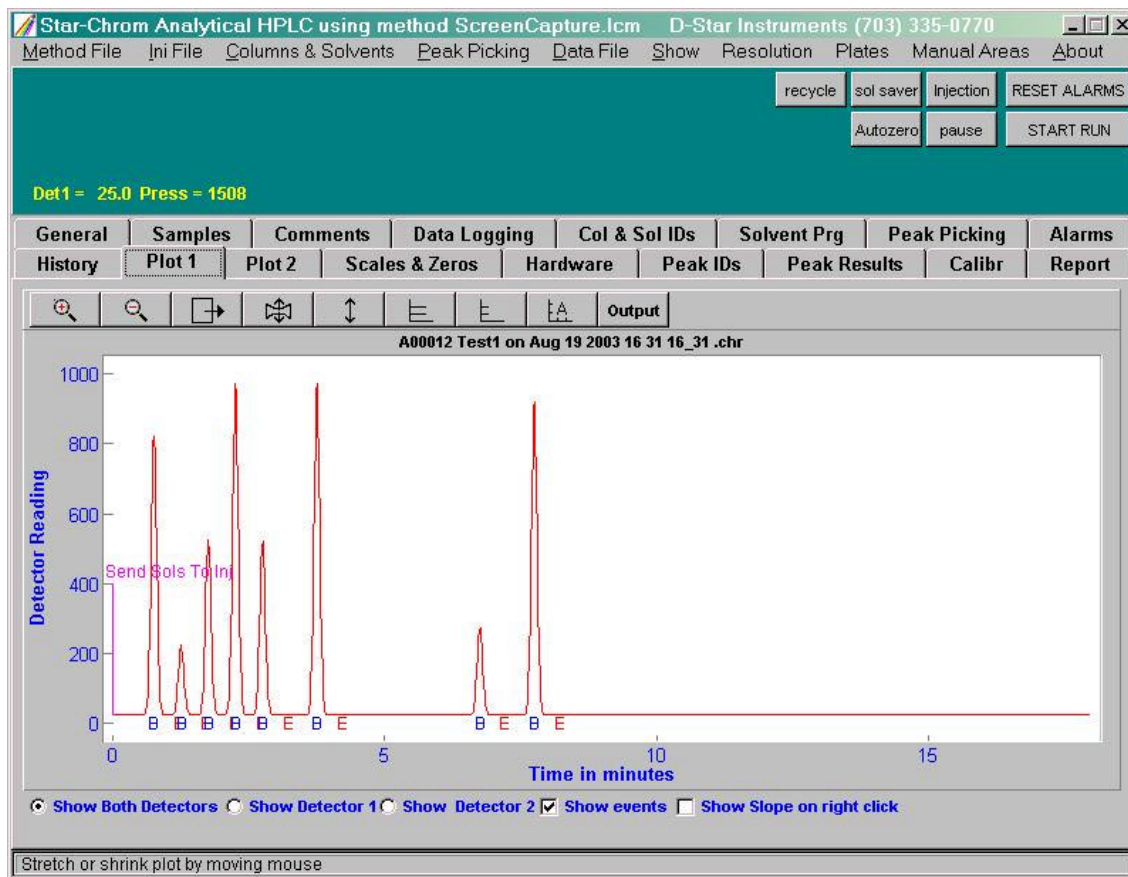 Star-Chrom Analytical HPLC using method ScreenCapture.lcm D-Star Instruments (703) 335-0770
Method File Ini File Columns & Solvents Peak Picking Data File Show Resolution Plates Manual Areas About
recycle sol saver Injection RESET ALARMS
Autozero pause START RUN
Det1 = 25.0 Press = 1508
General Samples Comments Data Logging Col & Sol IDs Solvent Prg Peak Picking Alarms
History Plot 1 Plot 2 Scales & Zeros Hardware Peak IDs Peak Results Calibr Report
A Output
A00012 Test1 on Aug 19 2003 16 31 16_31 .chr
1000
800
600
Send Sols To Inj
400
200
0
B E B E B E B E B E B E B E B E
0 5 10 15
Detector Reading
Time in minutes
Show Both Detectors Show Detector 1 Show Detector 2 Show events Show Slope on right click
Stretch or shrink plot by moving mouse